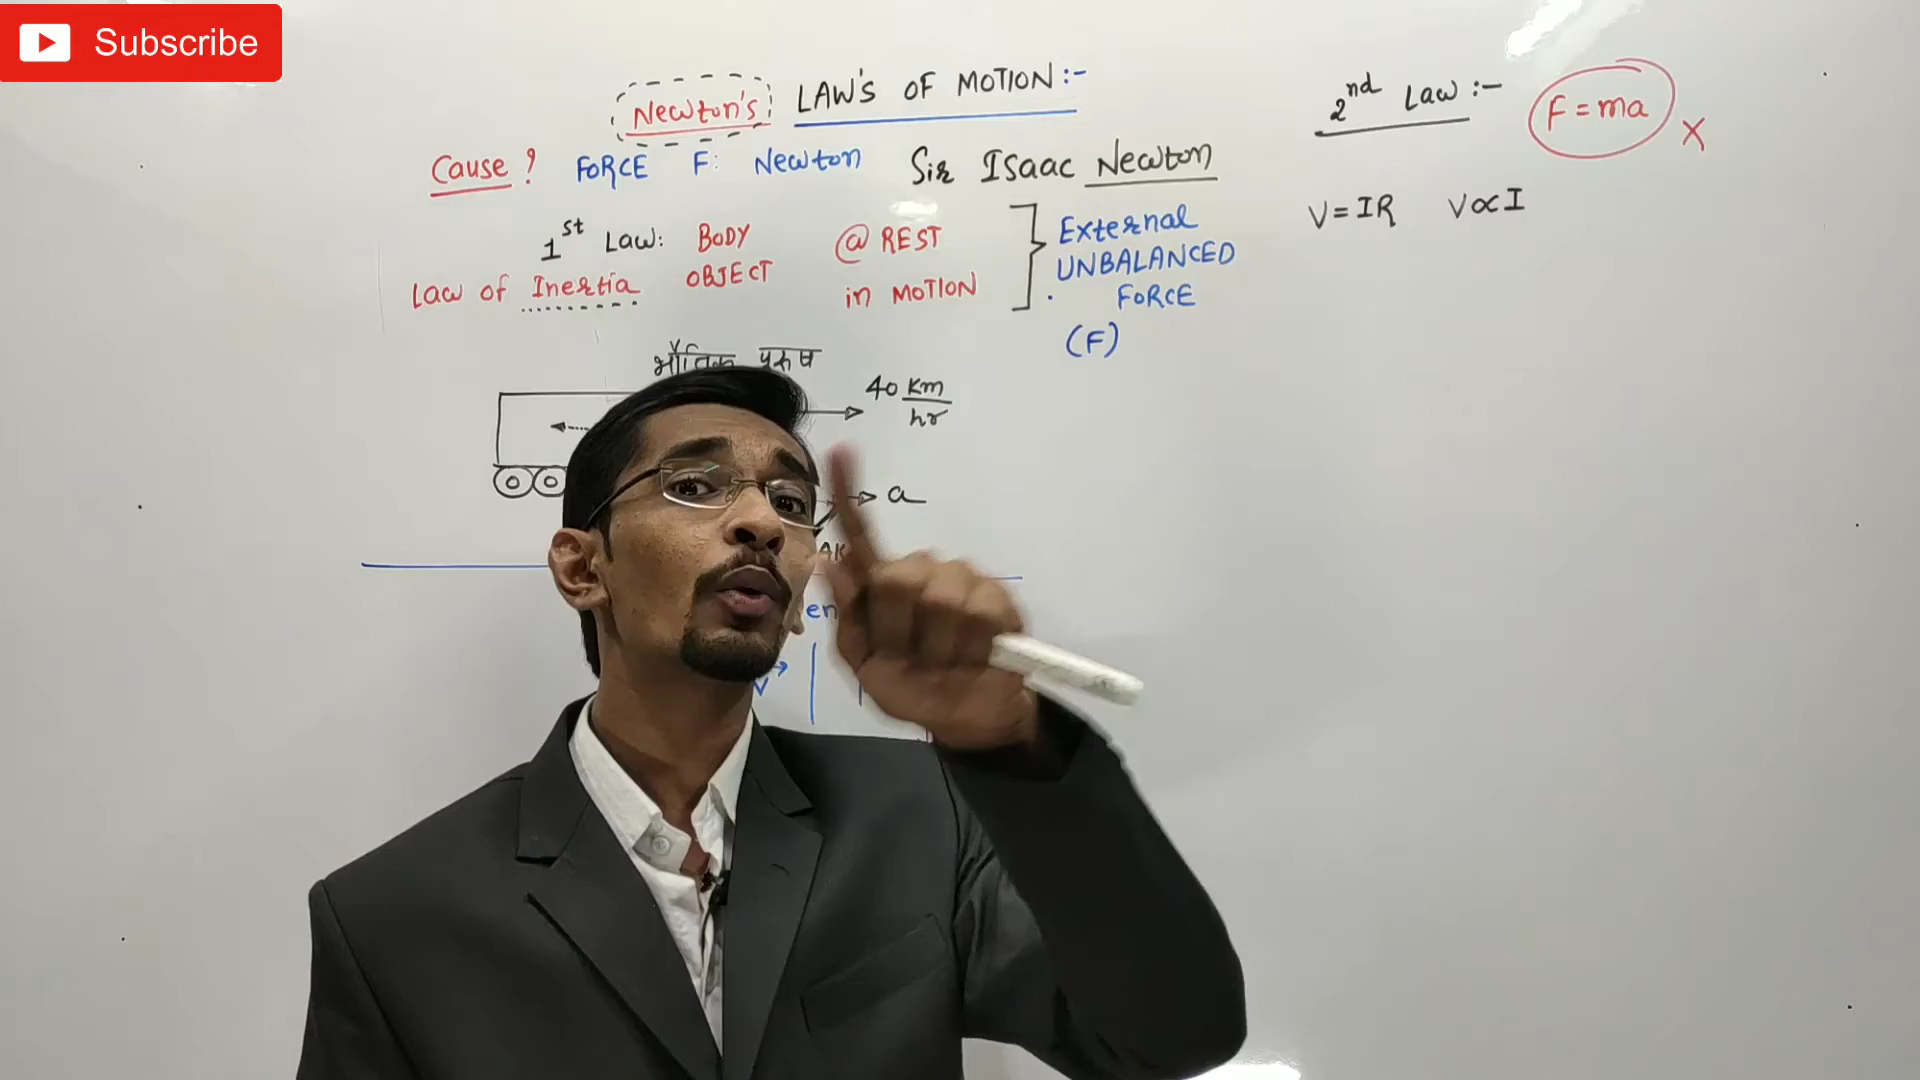 Subscribe
Newton's LAW'S OF MOTION:-
Cause? FORCE F: Newton Sir Isaac Newton
1st Law: BODY @ REST
Law of Inertia OBJECT in MOTION
External
UNBALANCED
FORCE
(F)
40 Km/hr
a
en
V
2nd Law:- F=ma X
V=IR V∝I